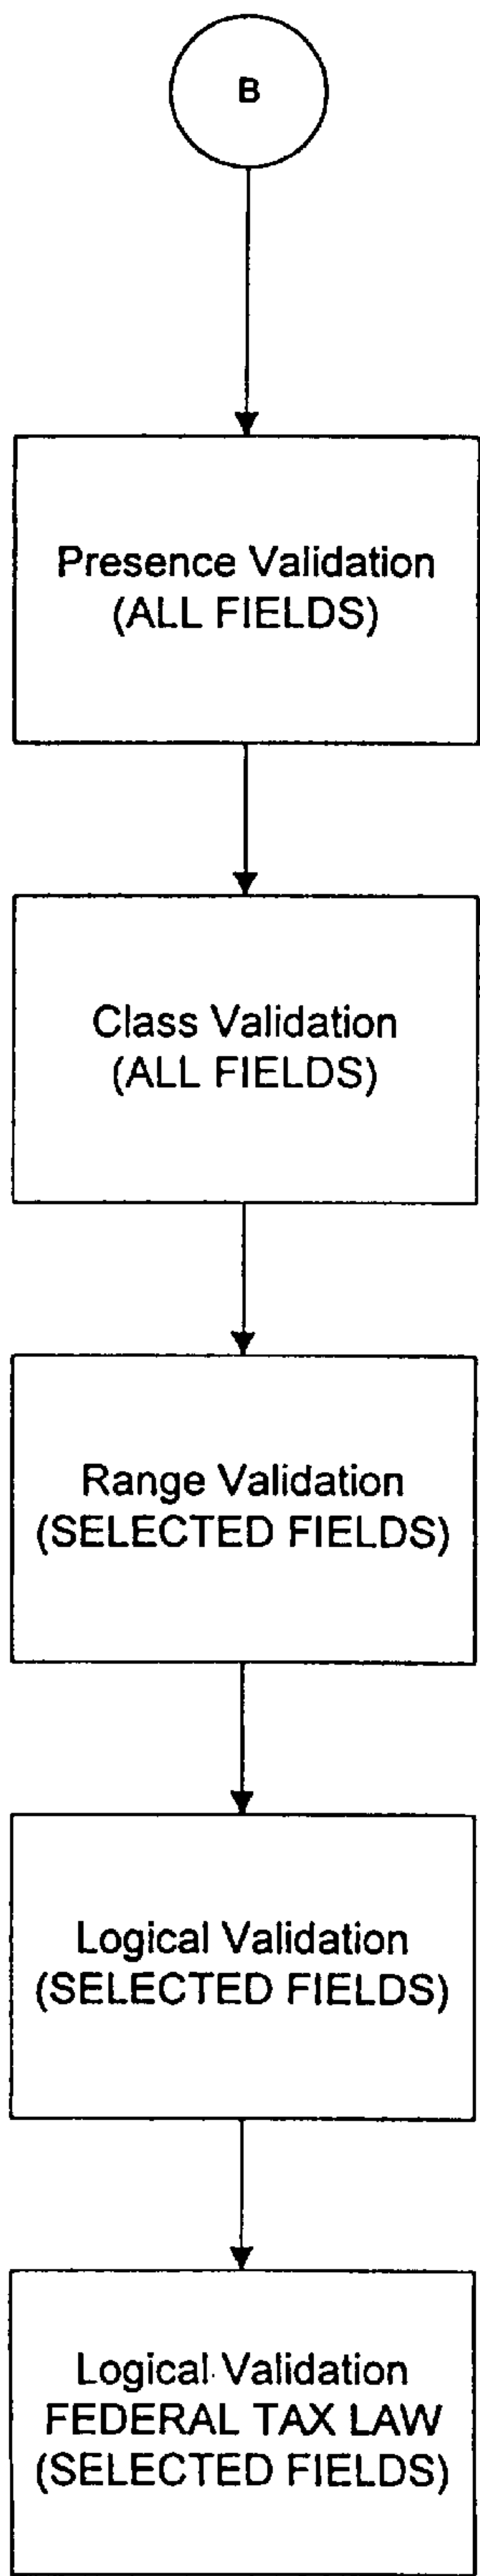 B
Presence Validation
(ALL FIELDS)
Class Validation
(ALL FIELDS)
Range Validation
(SELECTED FIELDS)
Logical Validation
(SELECTED FIELDS)
Logical Validation
FEDERAL TAX LAW
(SELECTED FIELDS)